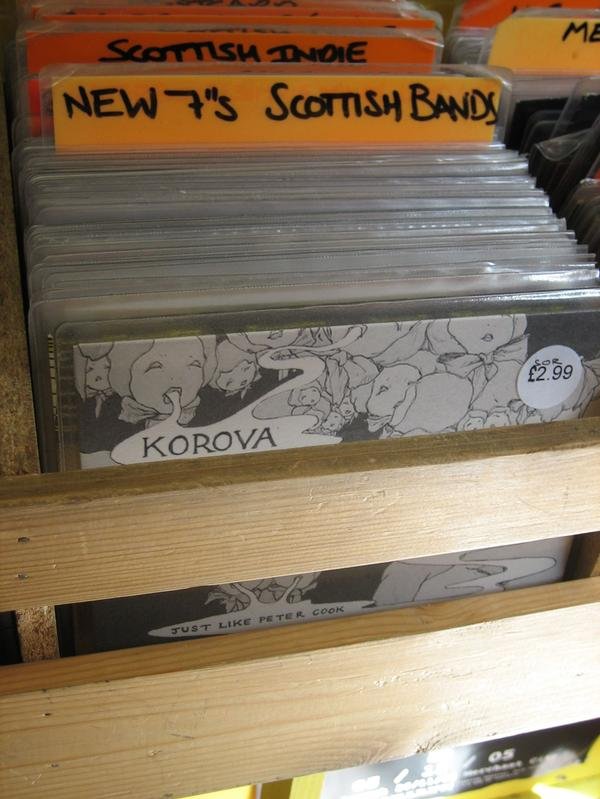 SCOTTISH INDIE
ME
NEW 7"s SCOTTISH BANDS
SOR
£2.99
KOROVA
JUST LIKE PETER COOK
05